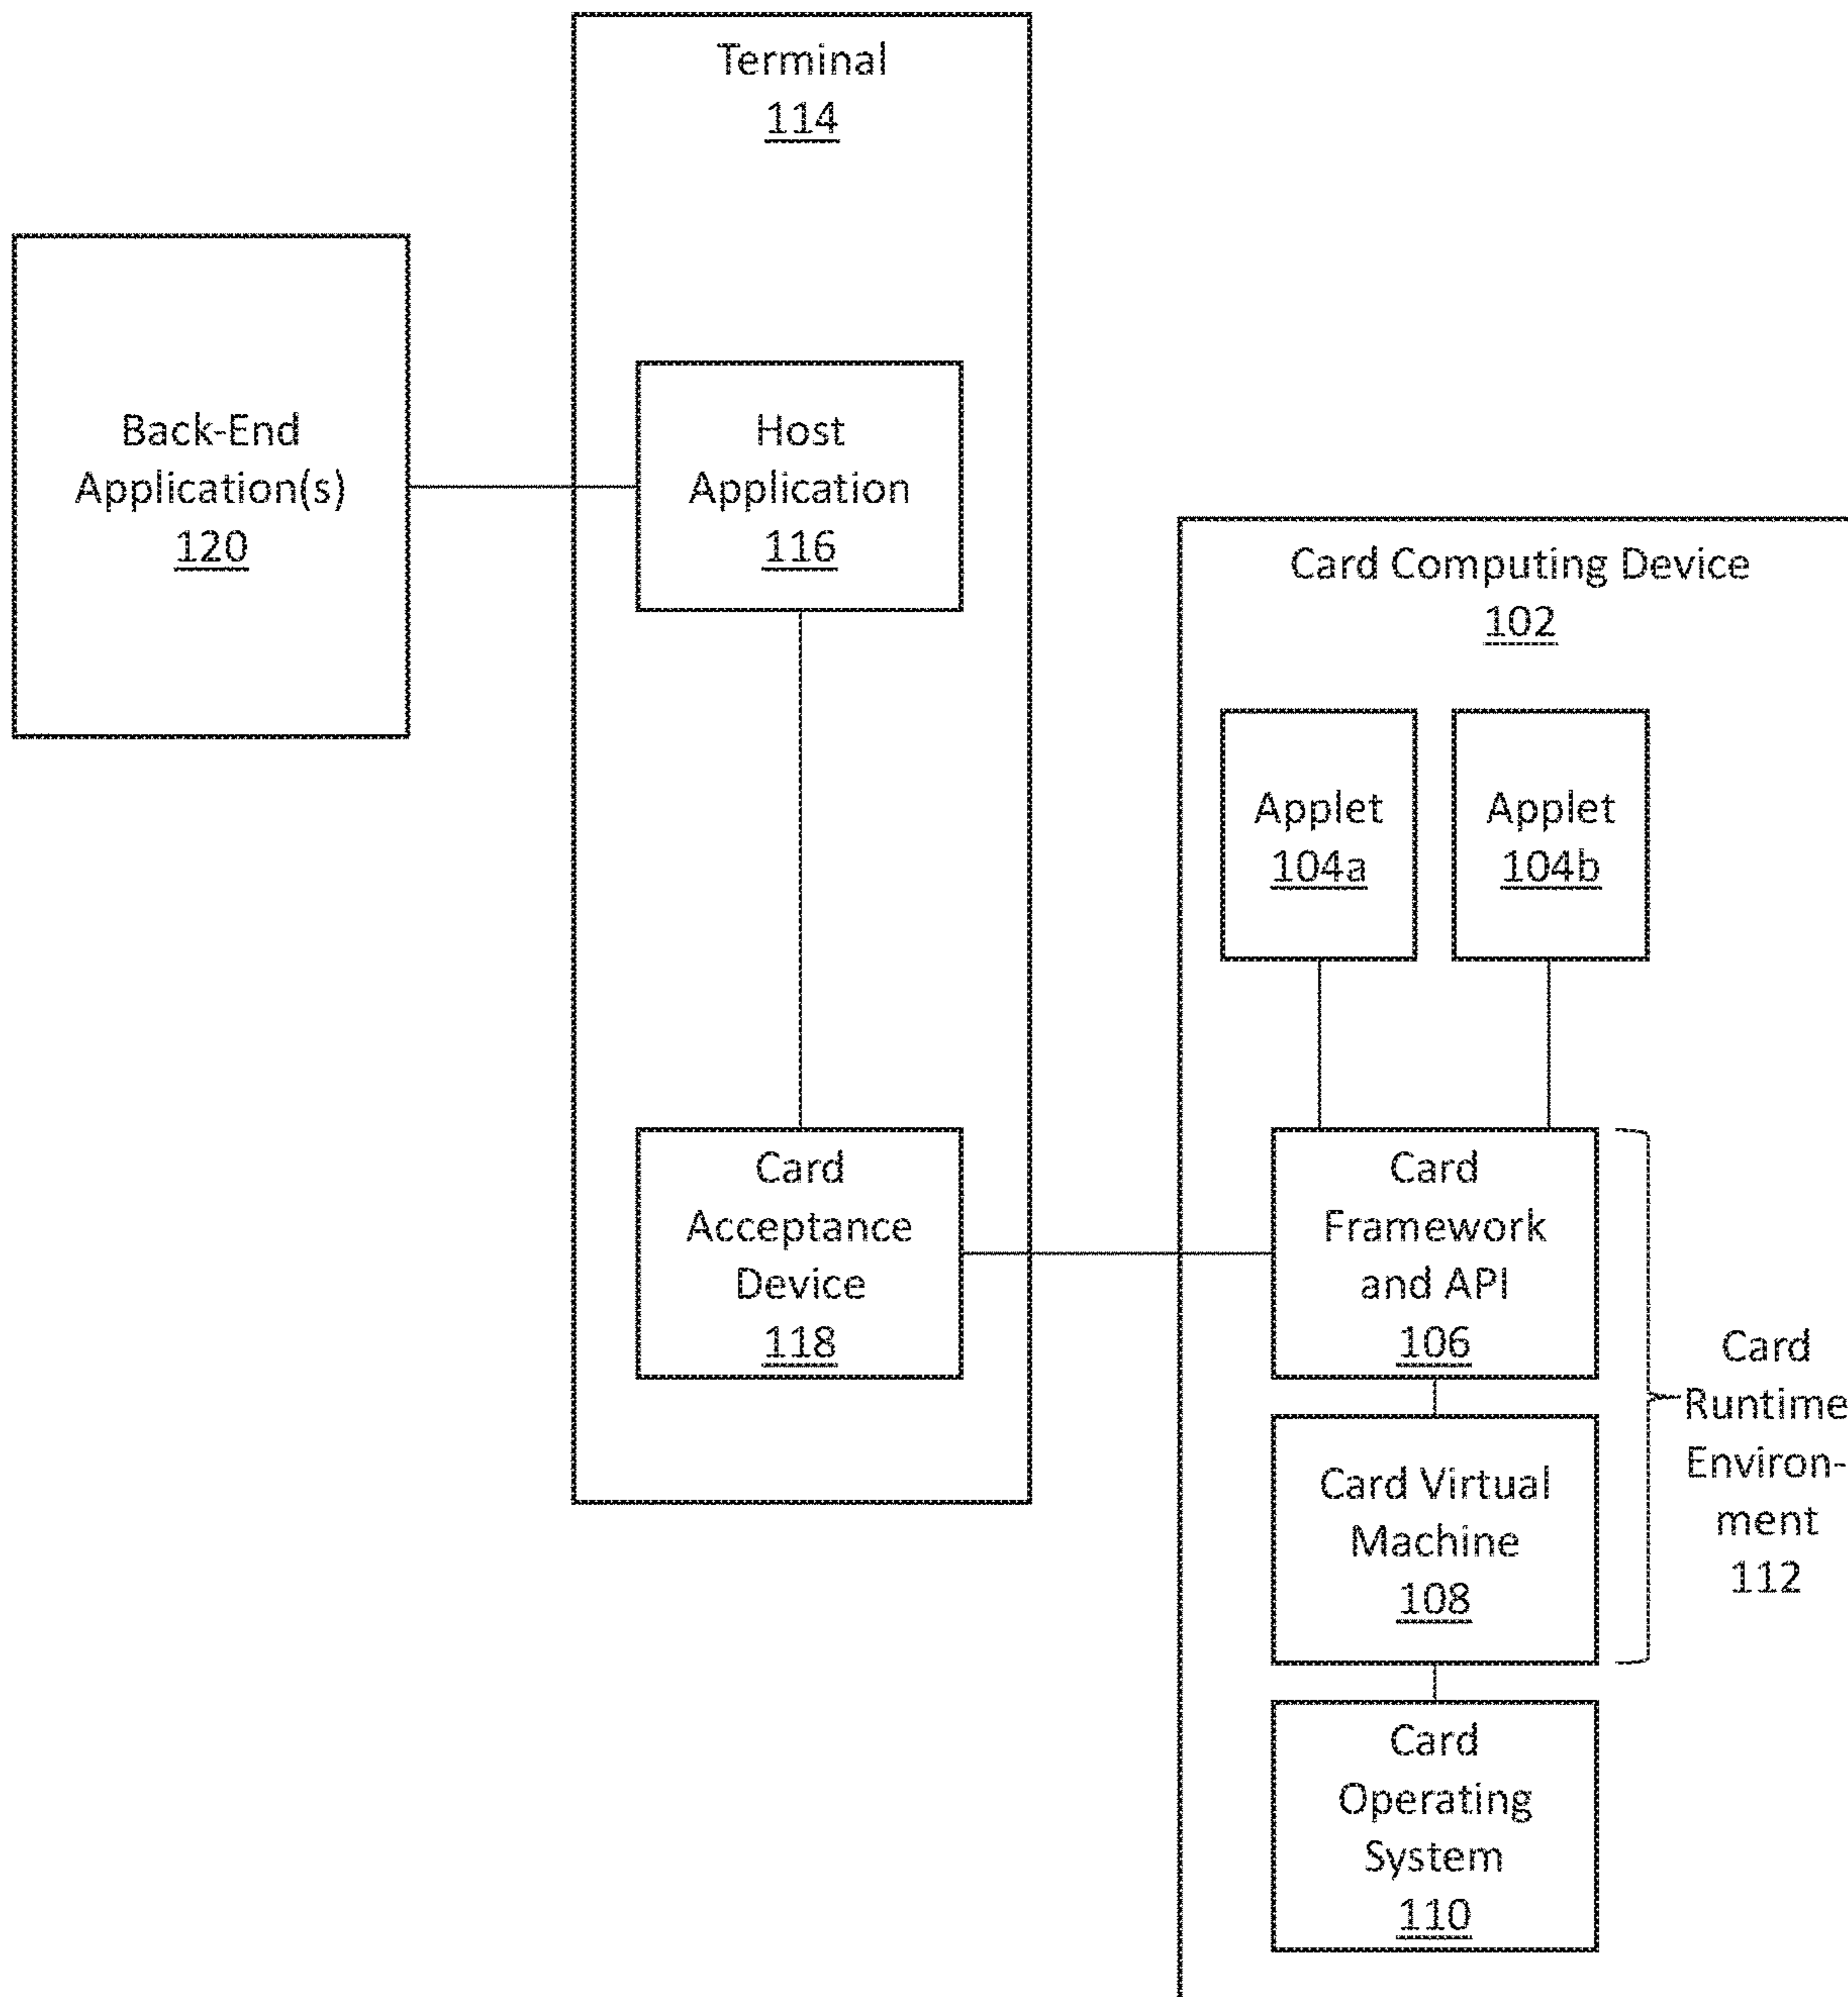 Terminal
114
Back-End
Application(s)
120
Host
Application
116
Card Computing Device
102
Applet
104a
Applet
104b
Card
Acceptance
Device
118
Card
Framework
and API
106
Card
Runtime
Environ-
ment
112
Card Virtual
Machine
108
Card
Operating
System
110